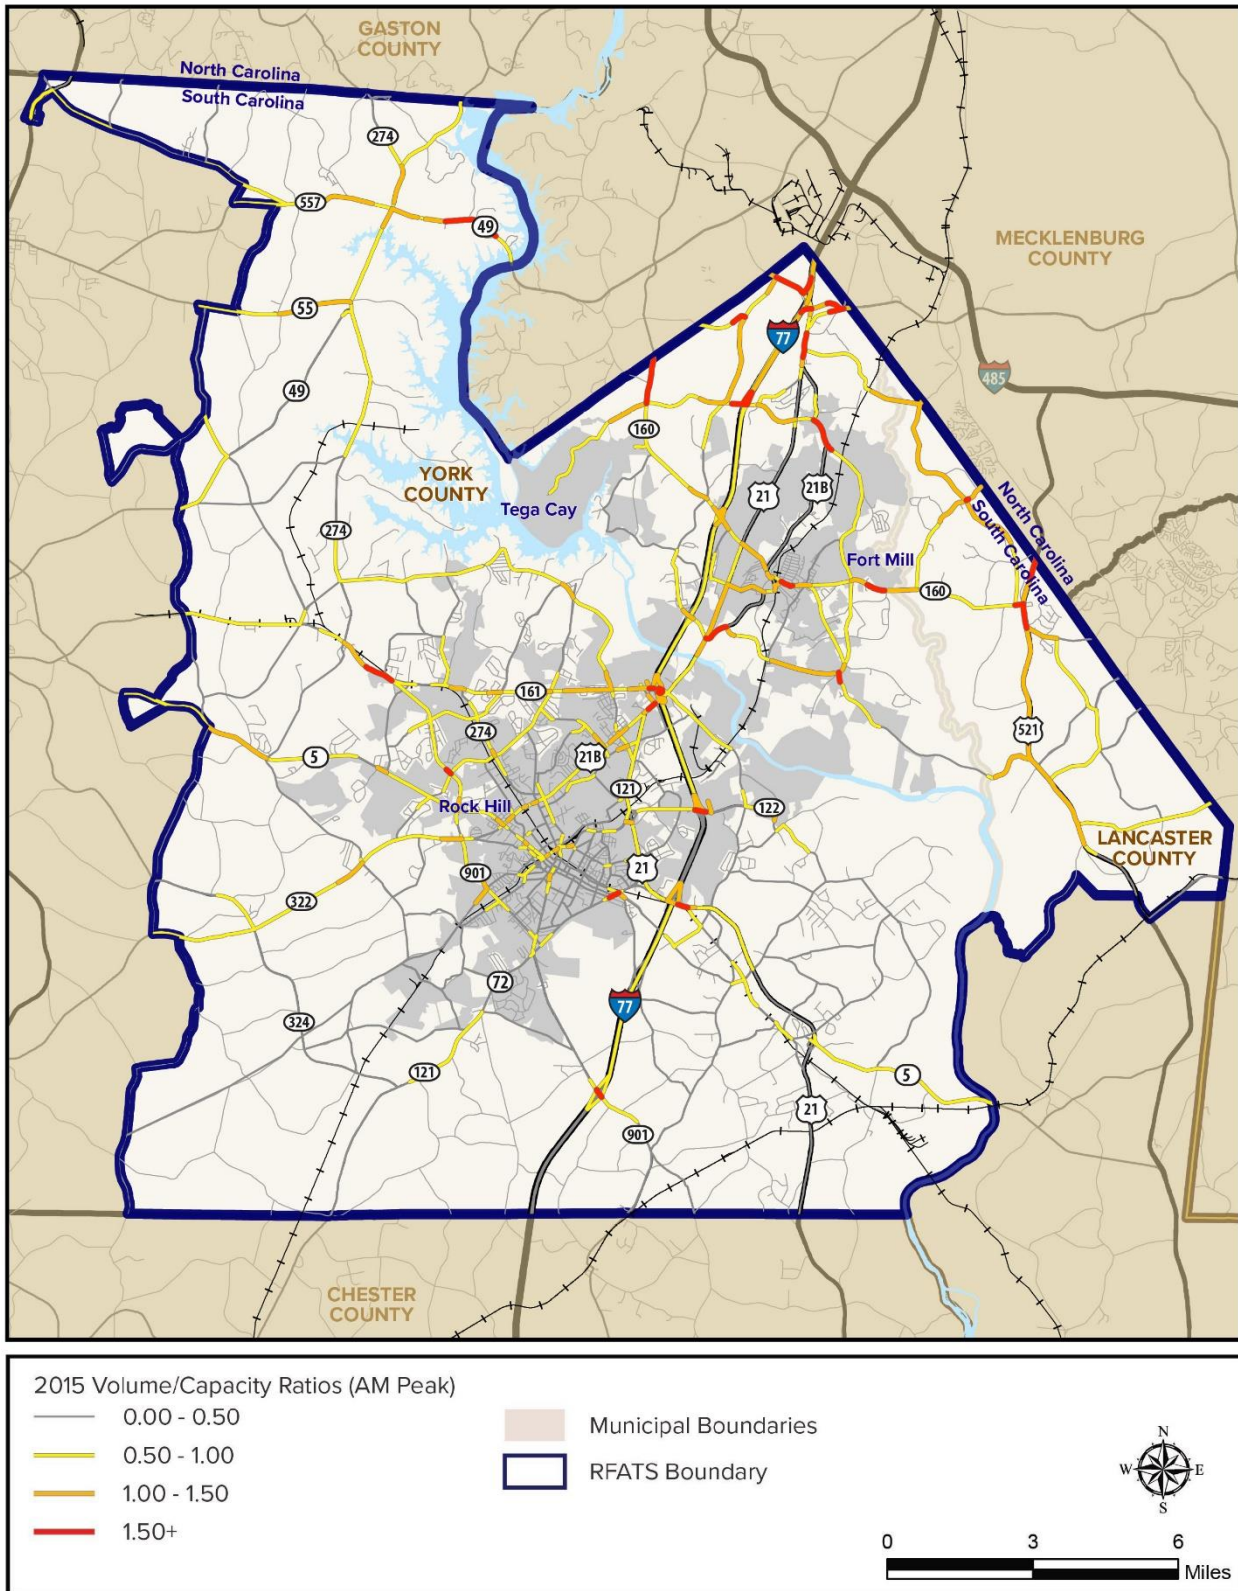 GASTON
COUNTY
North Carolina
South Carolina
274
557
49
MECKLENBURG
COUNTY
55
77
485
49
160
YORK
COUNTY
21
21B
Tega Cay
North Carolina
South Carolina
274
Fort Mill
160
161
274
521
21B
5
121
Rock Hill
122
LANCASTER
COUNTY
21
901
322
72
77
324
121
5
21
901
CHESTER
COUNTY
2015 Volume/Capacity Ratios (AM Peak)
0.00 - 0.50
0.50 - 1.00
1.00 - 1.50
1.50+
Municipal Boundaries
RFATS Boundary
N
W E
S
0 3 6
Miles